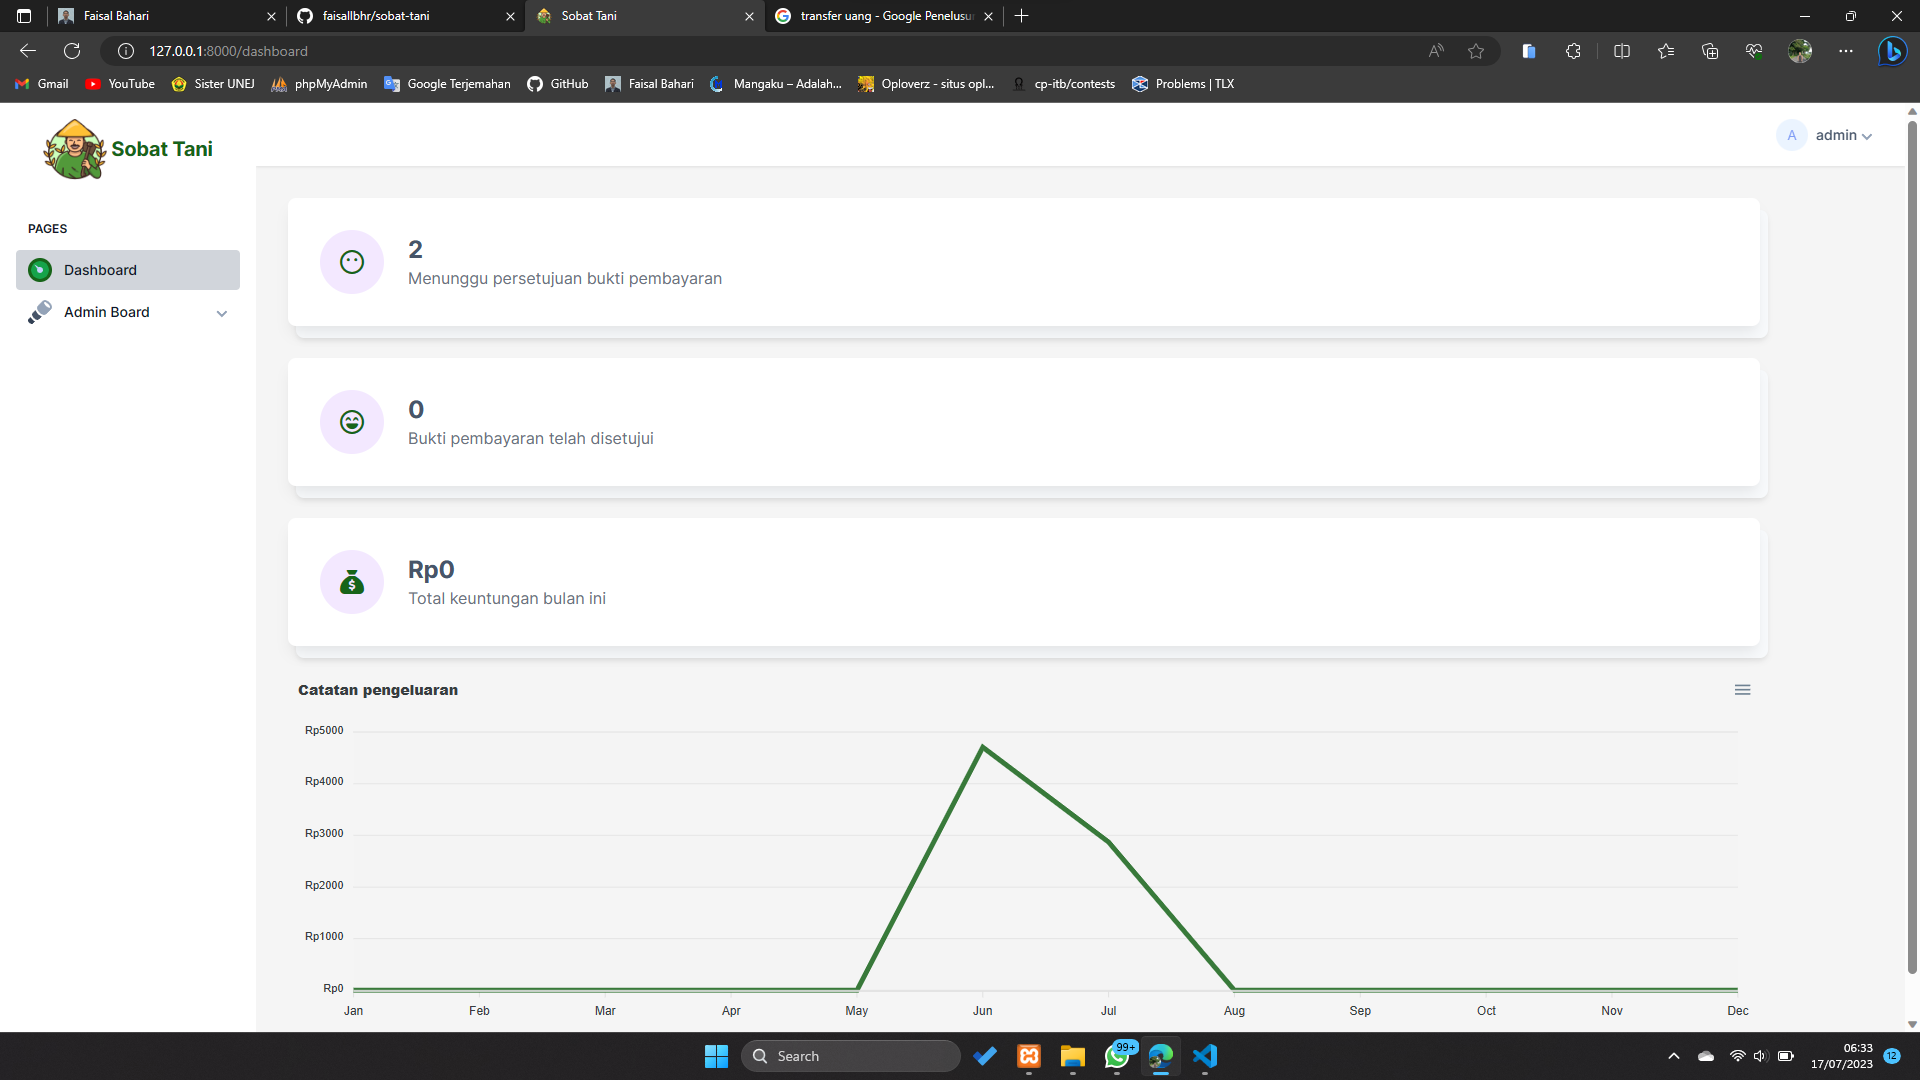 Faisal Bahari
faisallbhr/sobat-tani
Sobat Tani
transfer uang - Google Penelusu
127.0.0.1:8000/dashboard
Gmail
YouTube
Sister UNEJ
phpMyAdmin
Google Terjemahan
GitHub
Faisal Bahari
Mangaku – Adalah...
Oploverz - situs opl...
cp-itb/contests
Problems | TLX
Sobat Tani
A
admin
PAGES
Dashboard
Admin Board
2
Menunggu persetujuan bukti pembayaran
0
Bukti pembayaran telah disetujui
Rp0
Total keuntungan bulan ini
Catatan pengeluaran
Rp5000
Rp4000
Rp3000
Rp2000
Rp1000
Rp0
Jan Feb Mar Apr May Jun Jul Aug Sep Oct Nov Dec
Search
99+
06:33
17/07/2023
12